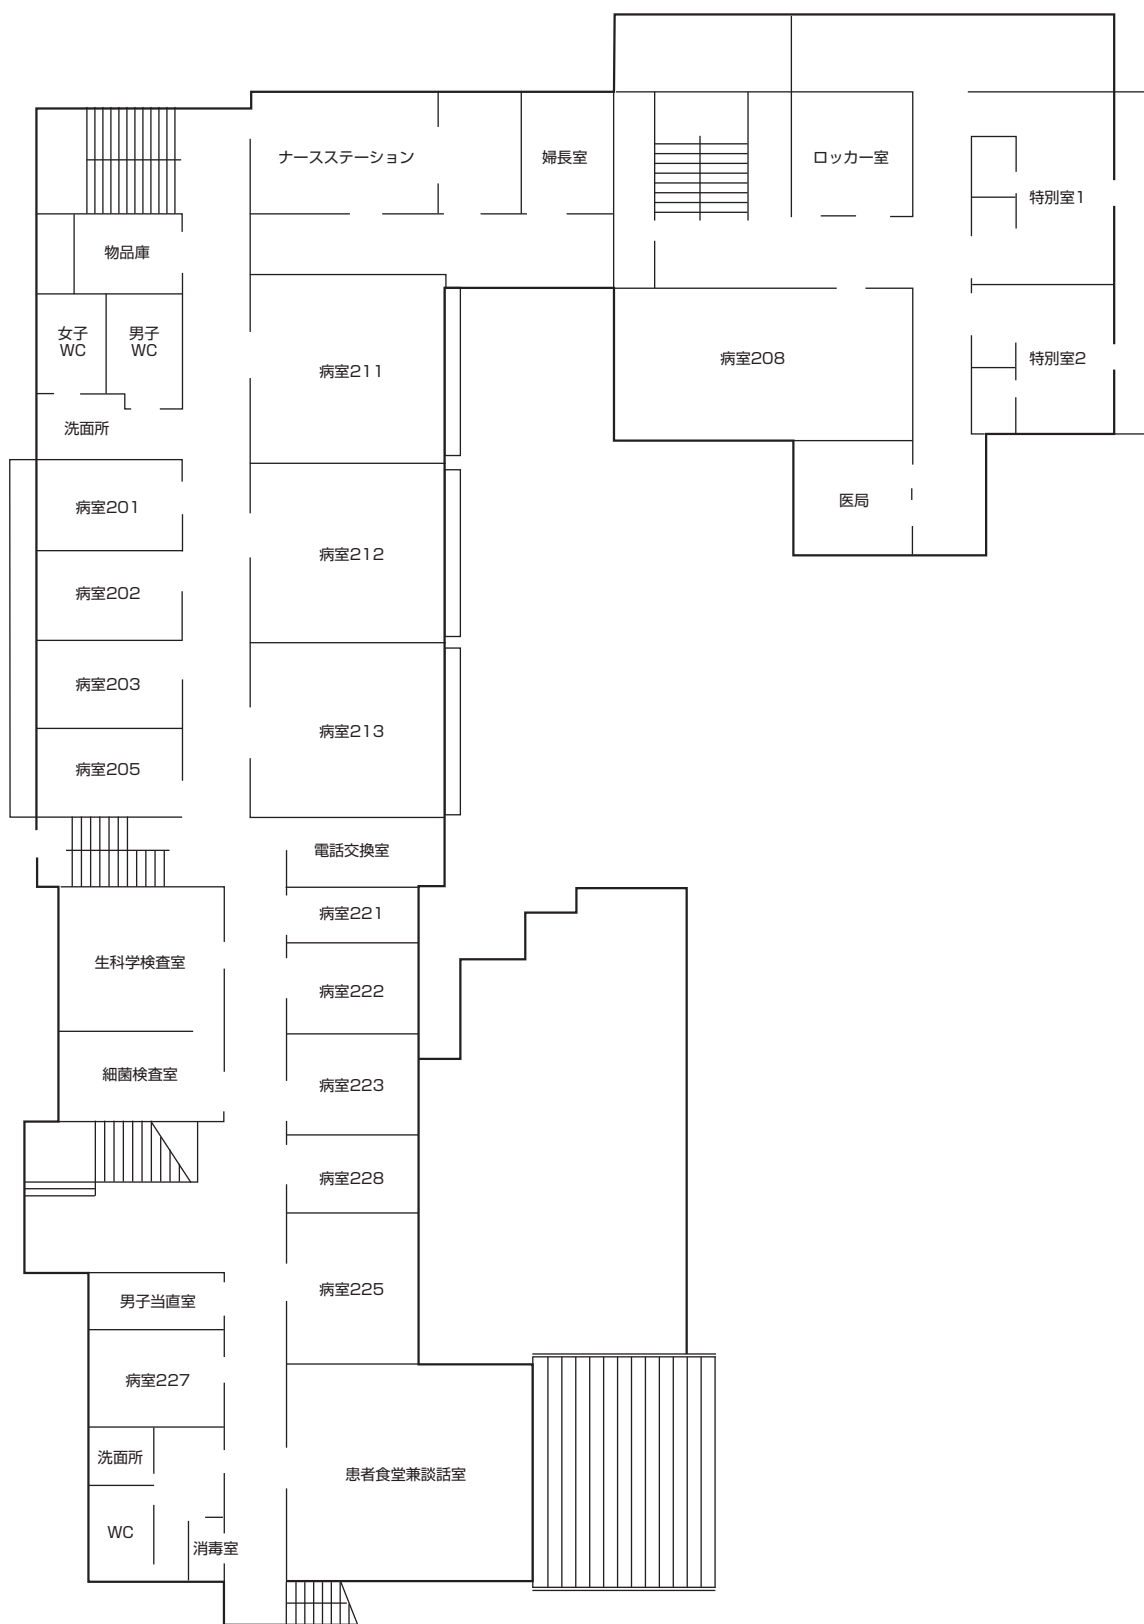 ナースステーション
婦長室
ロッカー室
特別室1
物品庫
女子
WC
男子
WC
病室211
病室208
特別室2
洗面所
病室201
医局
病室212
病室202
病室203
病室213
病室205
電話交換室
病室221
生科学検査室
病室222
細菌検査室
病室223
病室228
男子当直室
病室225
病室227
洗面所
患者食堂兼談話室
WC
消毒室